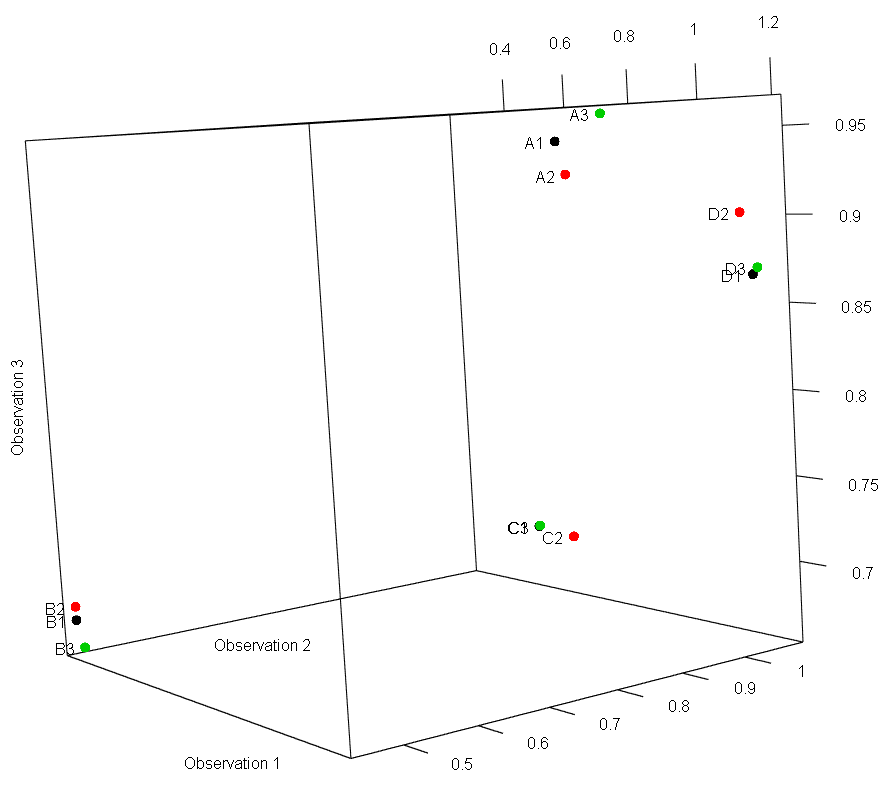 1.2
1
0.8
0.6
0.4
A3
0.95
A1
A2
D2
0.9
D3
D1
0.85
Observation 3
0.8
0.75
C1
C3
C2
0.7
B2
B1
Observation 2
B3
1
0.9
0.8
0.7
0.6
Observation 1
0.5